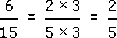 6/15 = 2 × 3/5 × 3 = 2/5